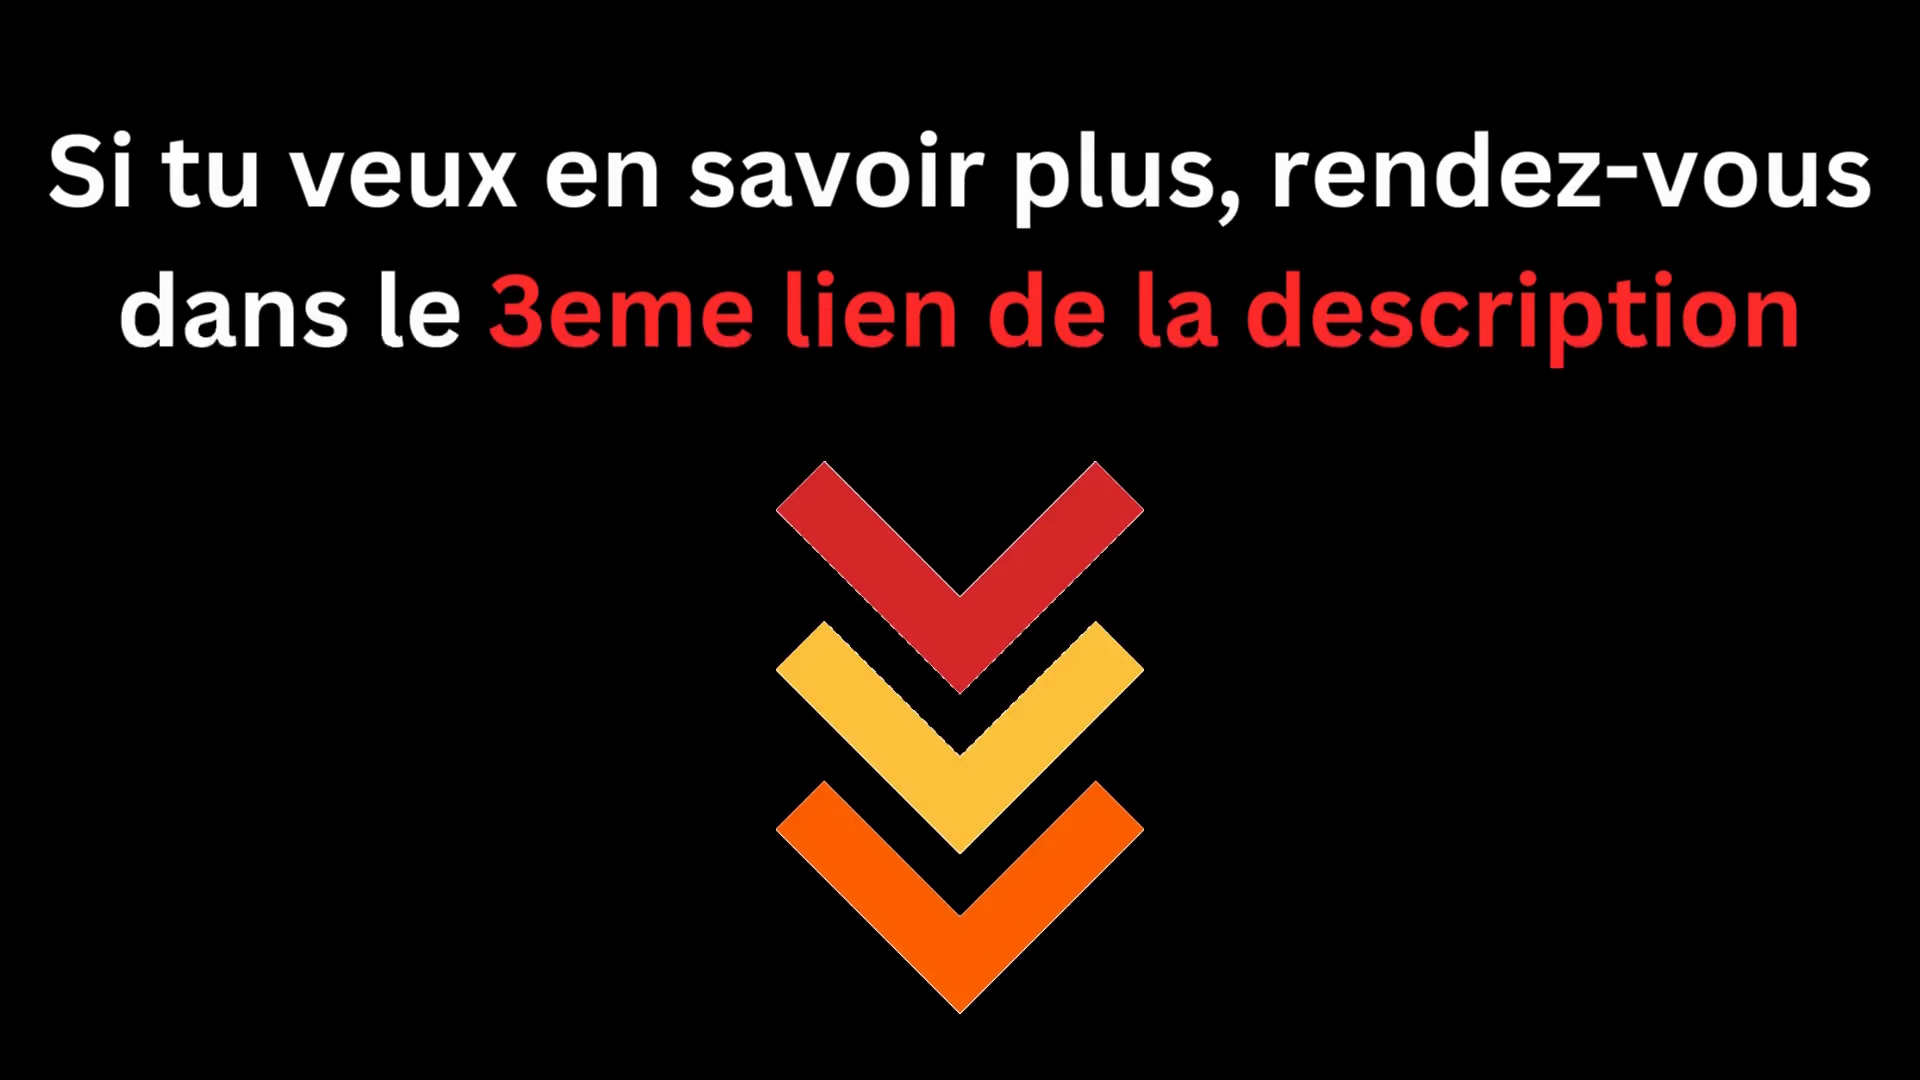 Si tu veux en savoir plus, rendez-vous
dans le 3eme lien de la description